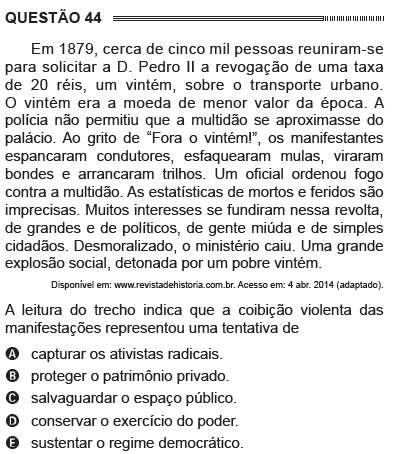 QUESTÃO 44
Em 1879, cerca de cinco mil pessoas reuniram-se
para solicitar a D. Pedro II a revogação de uma taxa
de 20 réis, um vintém, sobre o transporte urbano.
O vintém era a moeda de menor valor da época. A
polícia não permitiu que a multidão se aproximasse do
palácio. Ao grito de “Fora o vintém!”, os manifestantes
espancaram condutores, esfaquearam mulas, viraram
bondes e arrancaram trilhos. Um oficial ordenou fogo
contra a multidão. As estatísticas de mortos e feridos são
imprecisas. Muitos interesses se fundiram nessa revolta,
de grandes e de políticos, de gente miúda e de simples
cidadãos. Desmoralizado, o ministério caiu. Uma grande
explosão social, detonada por um pobre vintém.
Disponível em: www.revistadehistoria.com.br. Acesso em: 4 abr. 2014 (adaptado).
A leitura do trecho indica que a coibição violenta das
manifestações representou uma tentativa de
A capturar os ativistas radicais.
B proteger o patrimônio privado.
C salvaguardar o espaço público.
D conservar o exercício do poder.
E sustentar o regime democrático.